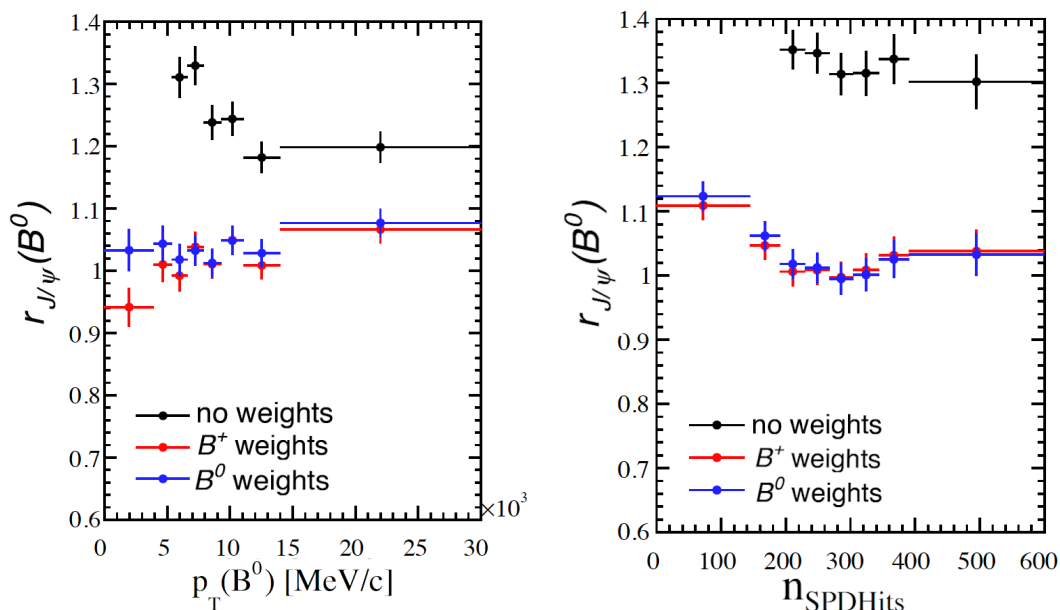 1.4
1.3
1.2
1.1
1
0.9
0.8
0.7
0.6
r_{J/ψ}(B^0)
no weights
B^+ weights
B^0 weights
×10^3
0 5 10 15 20 25 30
p_T(B^0) [MeV/c]
1.4
1.3
1.2
1.1
1.0
0.9
0.8
0.7
0.6
r_{J/ψ}(B^0)
no weights
B^+ weights
B^0 weights
0 100 200 300 400 500 600
n_{SPDHits}